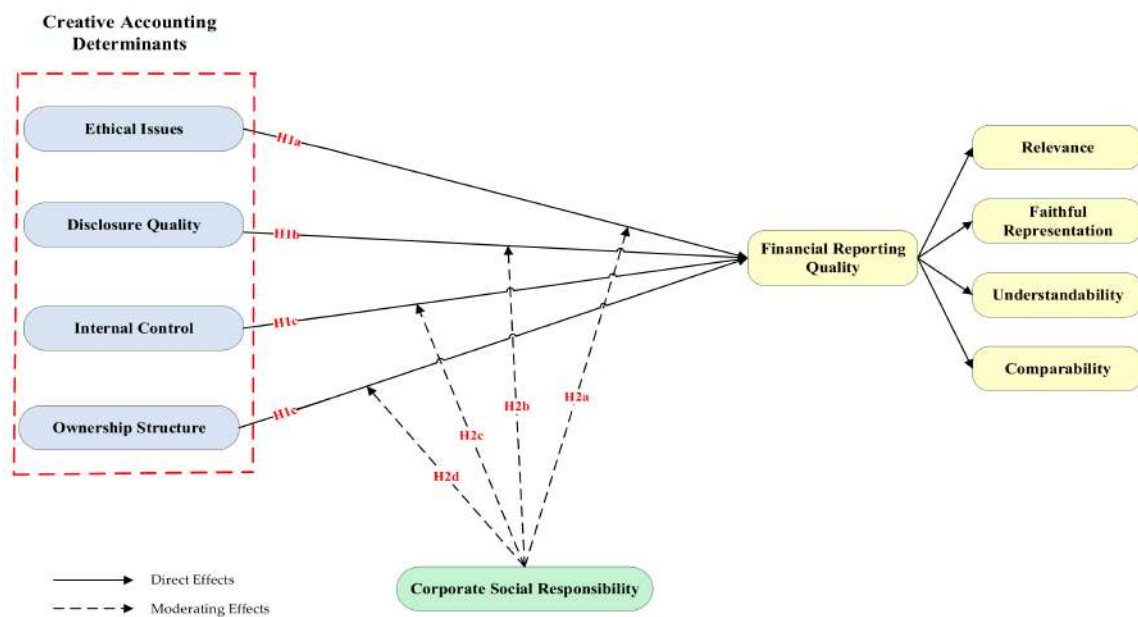 Creative Accounting
Determinants
Ethical Issues
H1a
Disclosure Quality
H1b
Internal Control
H1c
Ownership Structure
H1c
H2a
H2b
H2c
H2d
Financial Reporting
Quality
Relevance
Faithful
Representation
Understandability
Comparability
Corporate Social Responsibility
Direct Effects
Moderating Effects